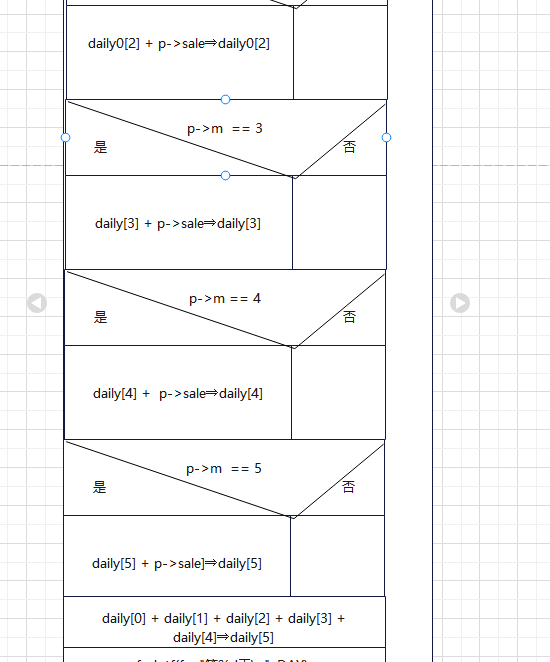 daily0[2] + p->sale⇒daily0[2]
p->m == 3
是
否
daily[3] + p->sale⇒daily[3]
p->m == 4
是
否
daily[4] + p->sale⇒daily[4]
p->m == 5
是
否
daily[5] + p->sale]⇒daily[5]
daily[0] + daily[1] + daily[2] + daily[3] +
daily[4]⇒daily[5]